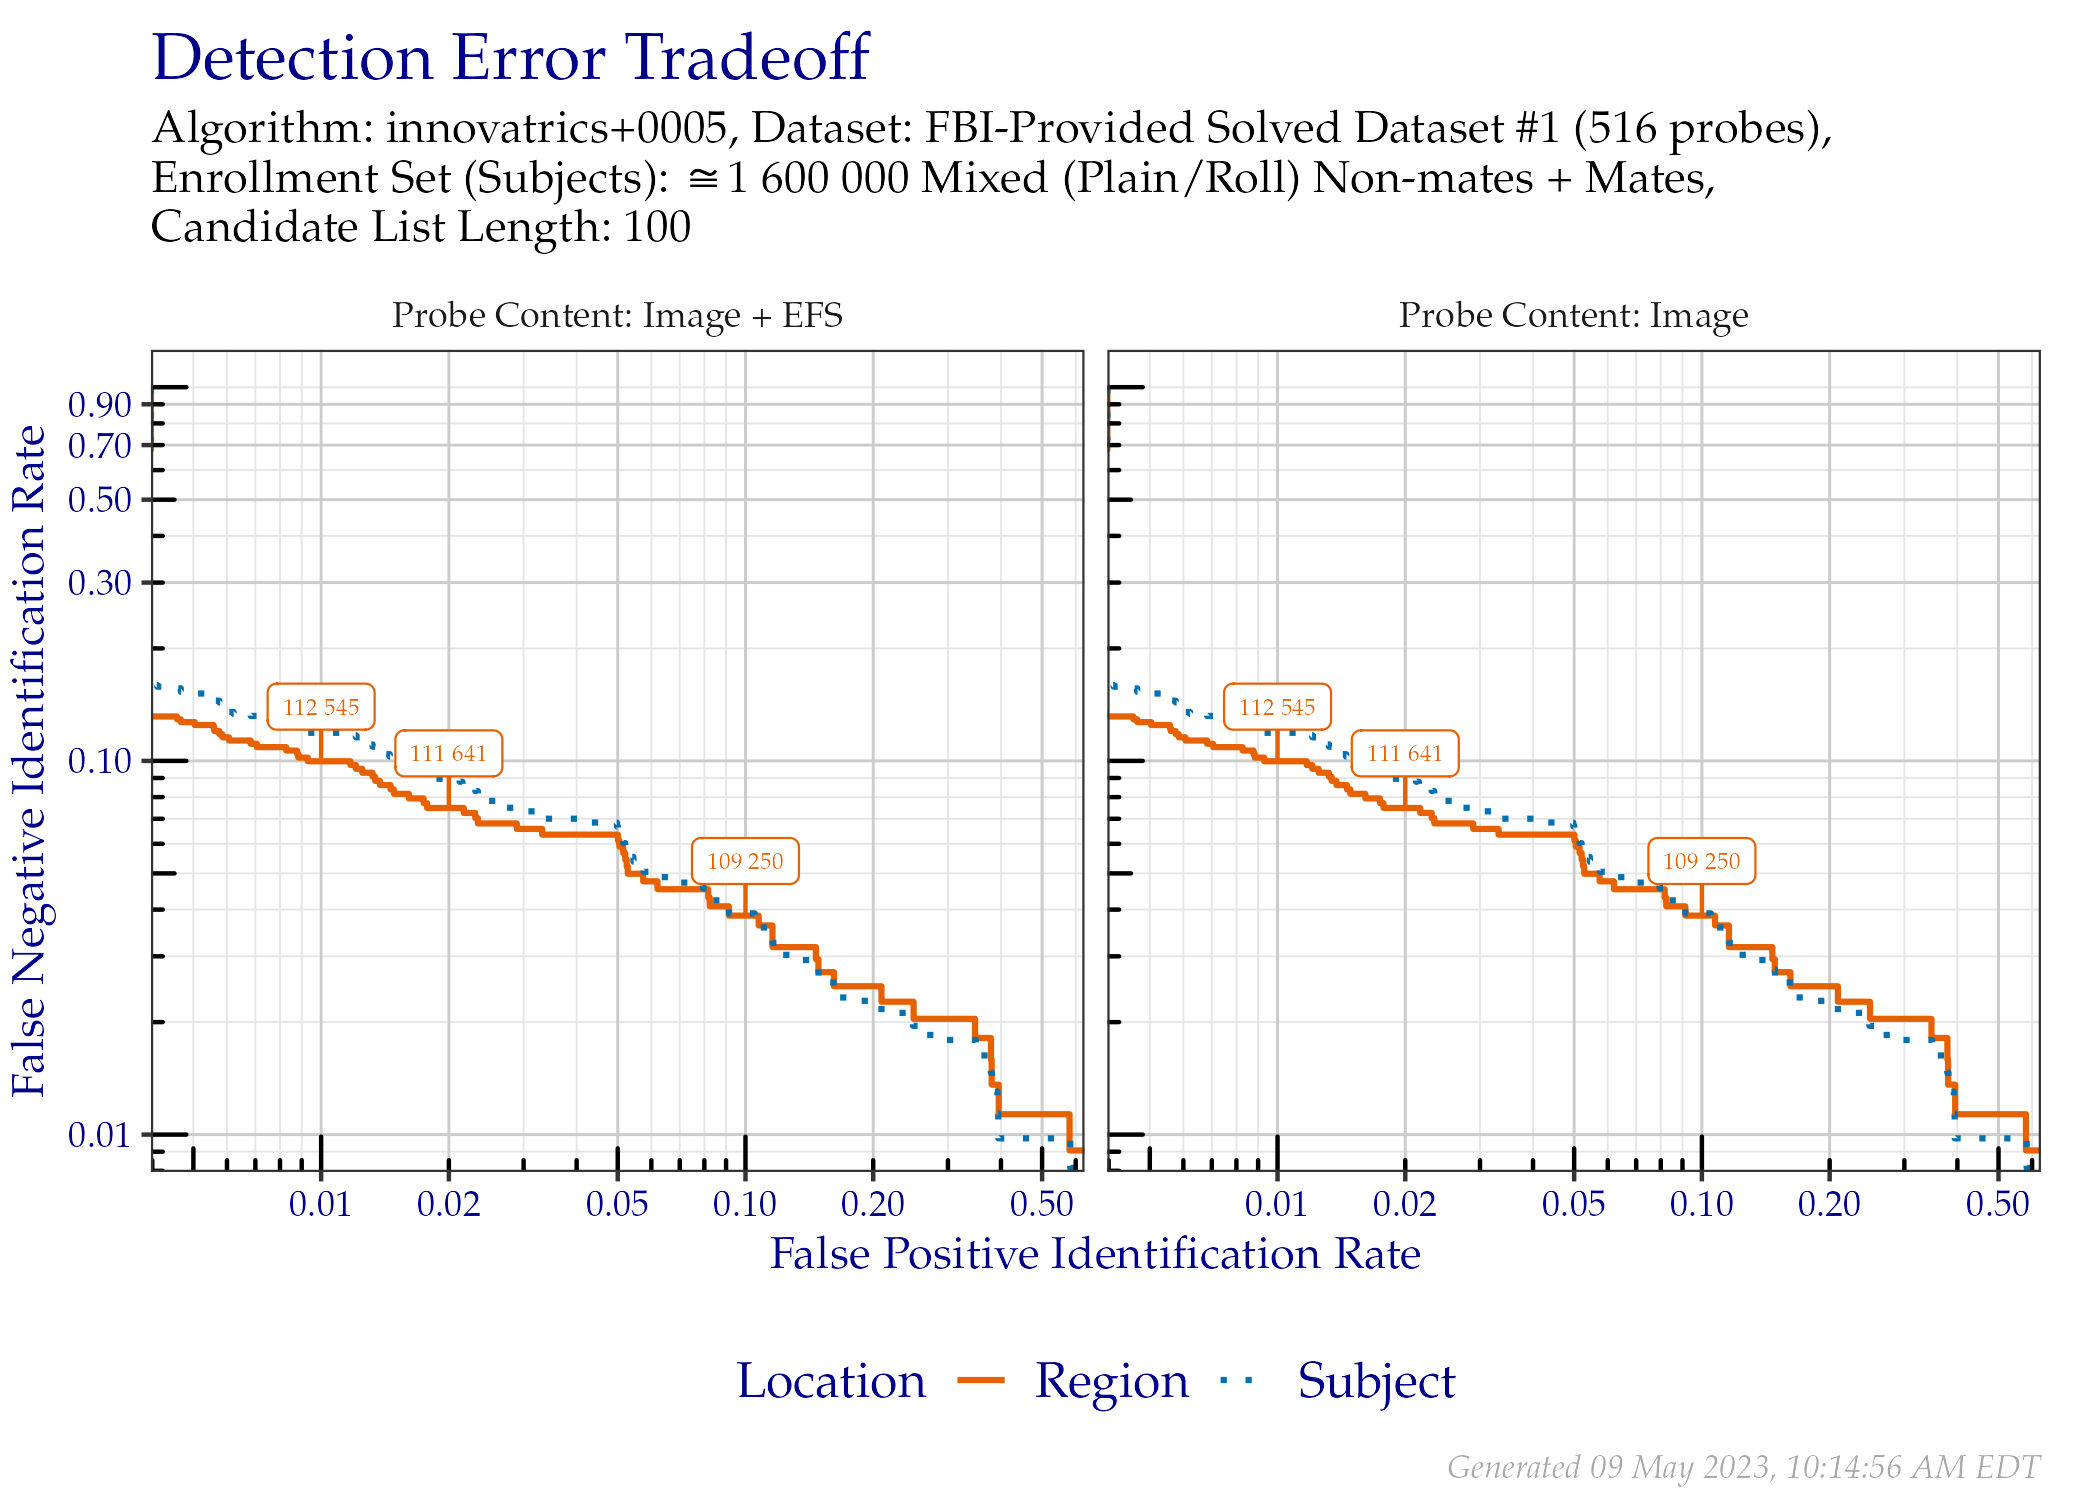 Detection Error Tradeoff
Algorithm: innovatrics+0005, Dataset: FBI-Provided Solved Dataset #1 (516 probes),
Enrollment Set (Subjects): ≅1 600 000 Mixed (Plain/Roll) Non-mates + Mates,
Candidate List Length: 100
Probe Content: Image + EFS
Probe Content: Image
False Negative Identification Rate
0.90
0.70
0.50
0.30
0.10
0.01
112 545
111 641
109 250
112 545
111 641
109 250
0.01 0.02 0.05 0.10 0.20 0.50
0.01 0.02 0.05 0.10 0.20 0.50
False Positive Identification Rate
Location Region Subject
Generated 09 May 2023, 10:14:56 AM EDT